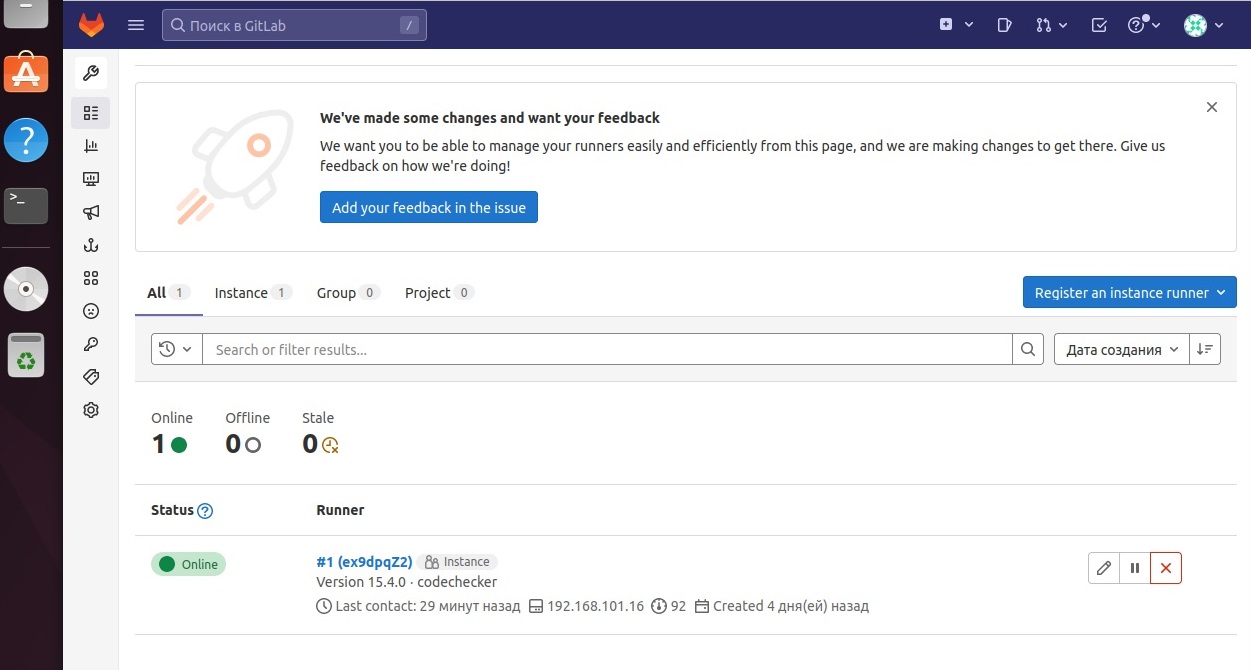 Поиск в GitLab /
We've made some changes and want your feedback
We want you to be able to manage your runners easily and efficiently from this page, and we are making changes to get there. Give us
feedback on how we're doing!
Add your feedback in the issue
All 1 Instance 1 Group 0 Project 0 Register an instance runner
Search or filter results... Дата создания
Online Offline Stale
1 0 0
Status ? Runner
Online #1 (ex9dpqZ2) Instance
Version 15.4.0 · codechecker
Last contact: 29 минут назад 192.168.101.16 92 Created 4 дня(ей) назад